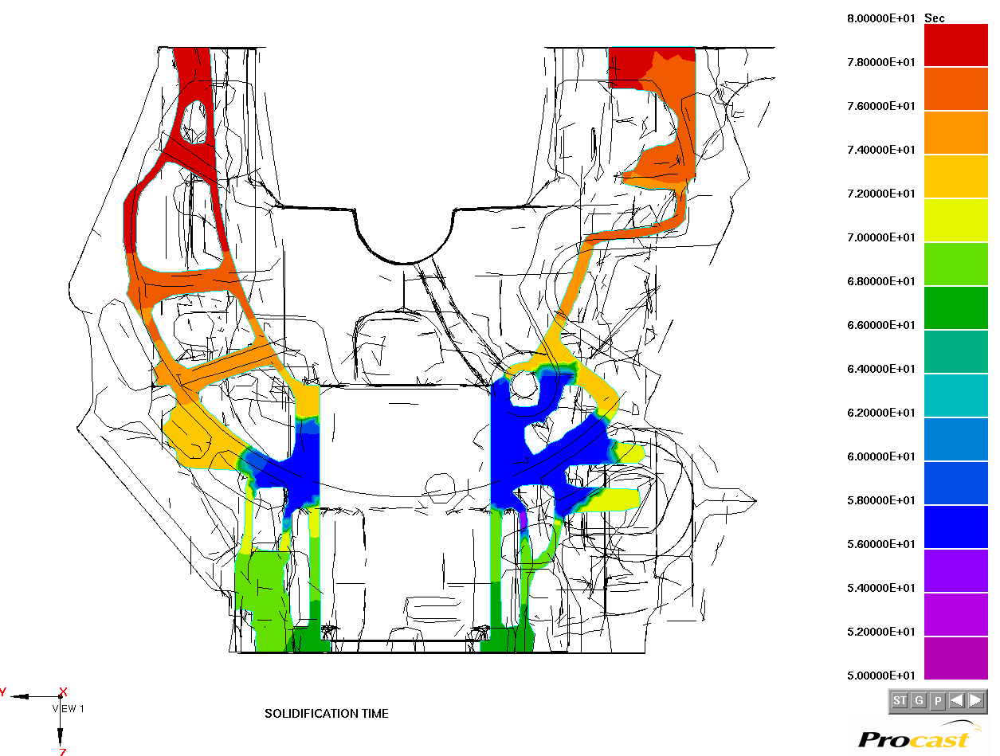 8.00000E+01 Sec
7.80000E+01
7.60000E+01
7.40000E+01
7.20000E+01
7.00000E+01
6.80000E+01
6.60000E+01
6.40000E+01
6.20000E+01
6.00000E+01
5.80000E+01
5.60000E+01
5.40000E+01
5.20000E+01
5.00000E+01
ST G P
Y X
VIEW 1
Z
SOLIDIFICATION TIME
Procast